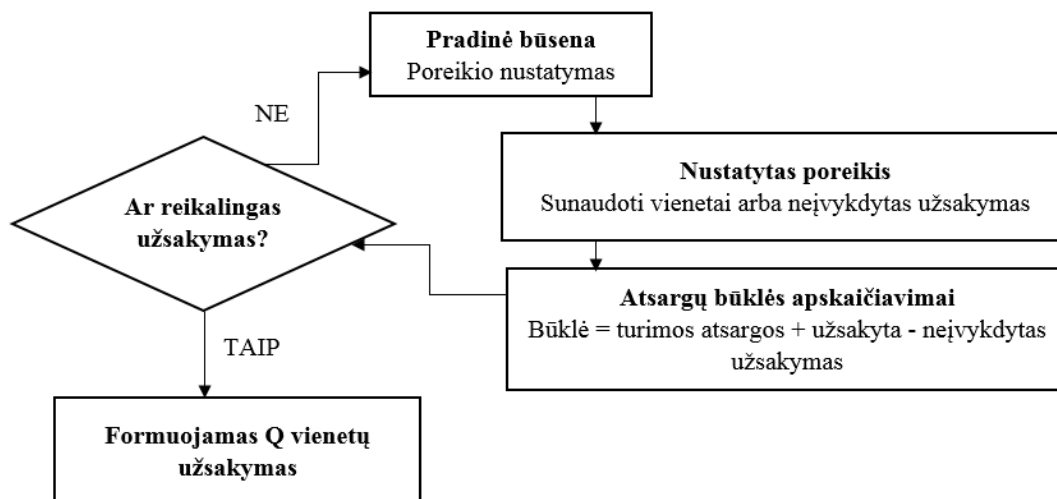 Pradinė būsena
Poreikio nustatymas
NE
Nustatytas poreikis
Sunaudoti vienetai arba neįvykdytas užsakymas
Ar reikalingas
užsakymas?
Atsargų būklės apskaičiavimai
Būklė = turimos atsargos + užsakyta - neįvykdytas
užsakymas
TAIP
Formuojamas Q vienetų
užsakymas